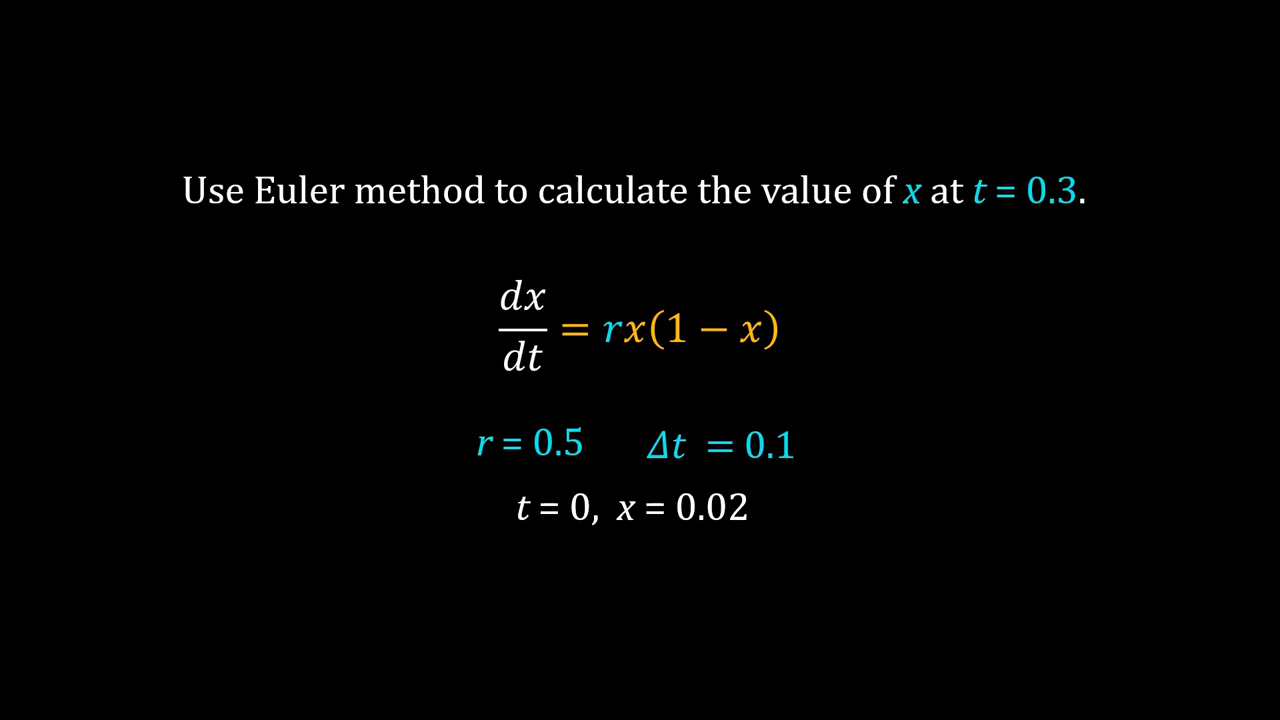 Use Euler method to calculate the value of x at t = 0.3.
dx/dt = rx(1 − x)
r = 0.5 Δt = 0.1
t = 0, x = 0.02